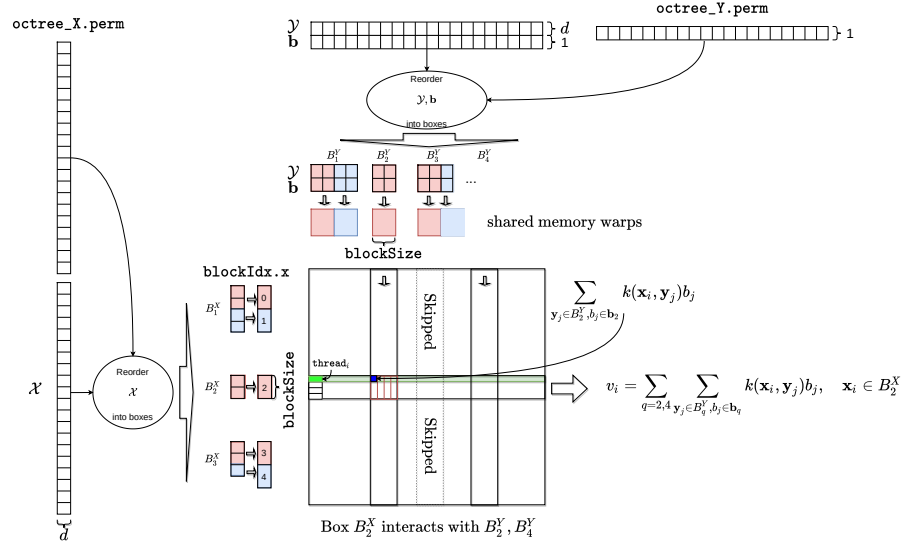 octree_X.perm
octree_Y.perm
𝒴
b
d
1
1
Reorder
𝒴, b
into boxes
B_1^Y B_2^Y B_3^Y B_4^Y
𝒴
b
...
shared memory warps
blockSize
blockIdx.x
B_1^X
0
1
B_2^X
2
B_3^X
3
4
blockSize
thread_i
Skipped
Skipped
𝒳
Reorder
𝒳
into boxes
d
∑_{y_j∈B_2^Y, b_j∈b_2} k(x_i, y_j)b_j
v_i = ∑_{q=2,4} ∑_{y_j∈B_q^Y, b_j∈b_q} k(x_i, y_j)b_j, x_i ∈ B_2^X
Box B_2^X interacts with B_2^Y, B_4^Y